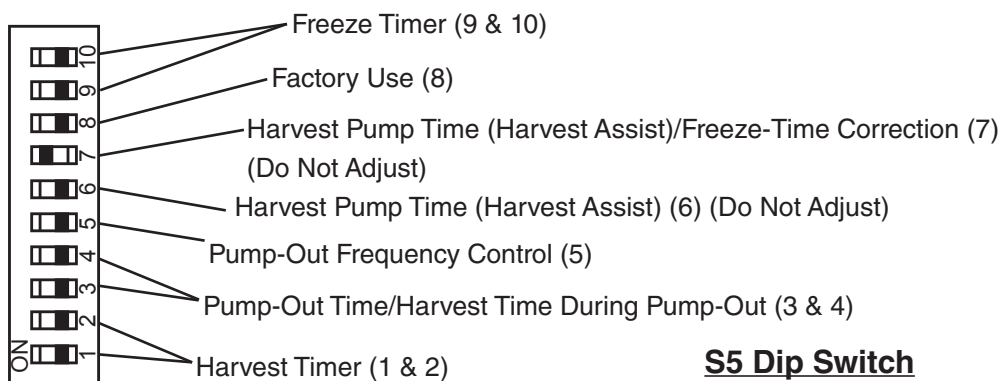 Freeze Timer (9 & 10)
Factory Use (8)
Harvest Pump Time (Harvest Assist)/Freeze-Time Correction (7)
(Do Not Adjust)
Harvest Pump Time (Harvest Assist) (6) (Do Not Adjust)
Pump-Out Frequency Control (5)
Pump-Out Time/Harvest Time During Pump-Out (3 & 4)
Harvest Timer (1 & 2)
S5 Dip Switch
10
9
8
7
6
5
4
3
2
1
ON